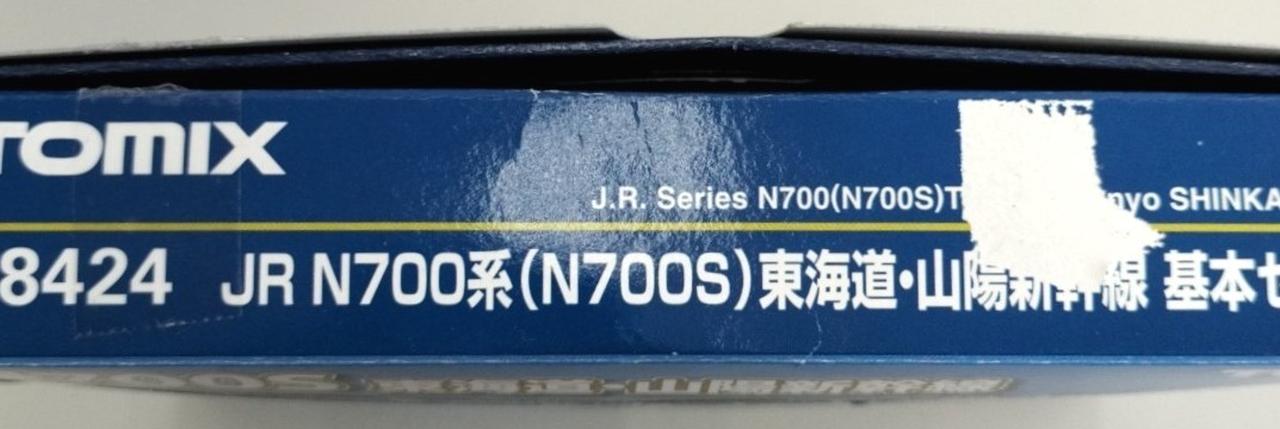 TOMIX
J.R. Series N700(N700S)T nyo SHINKA
8424 JR N700系(N700S)東海道・山陽新幹線 基本セ